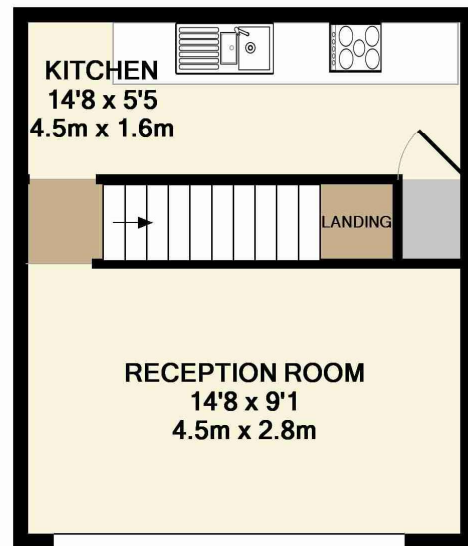 KITCHEN
14'8 x 5'5
4.5m x 1.6m
LANDING
RECEPTION ROOM
14'8 x 9'1
4.5m x 2.8m